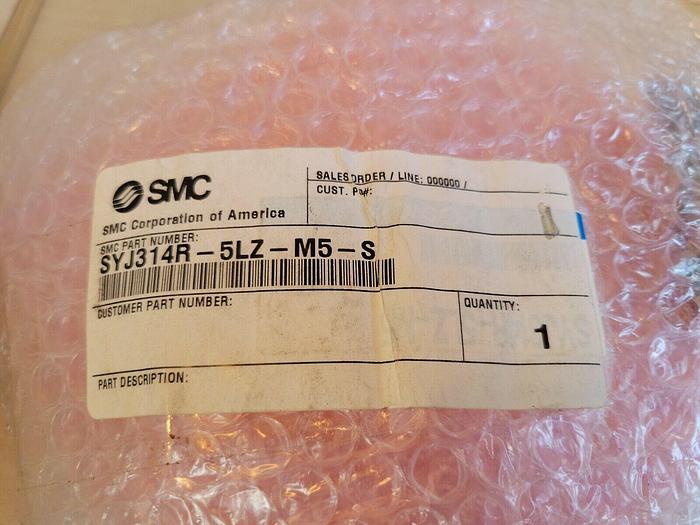 SMC
SMC Corporation of America
SALES ORDER / LINE: 000000 /
CUST. PO#:
SMC PART NUMBER:
SYJ314R-5LZ-M5-S
CUSTOMER PART NUMBER:
QUANTITY:
1
PART DESCRIPTION: